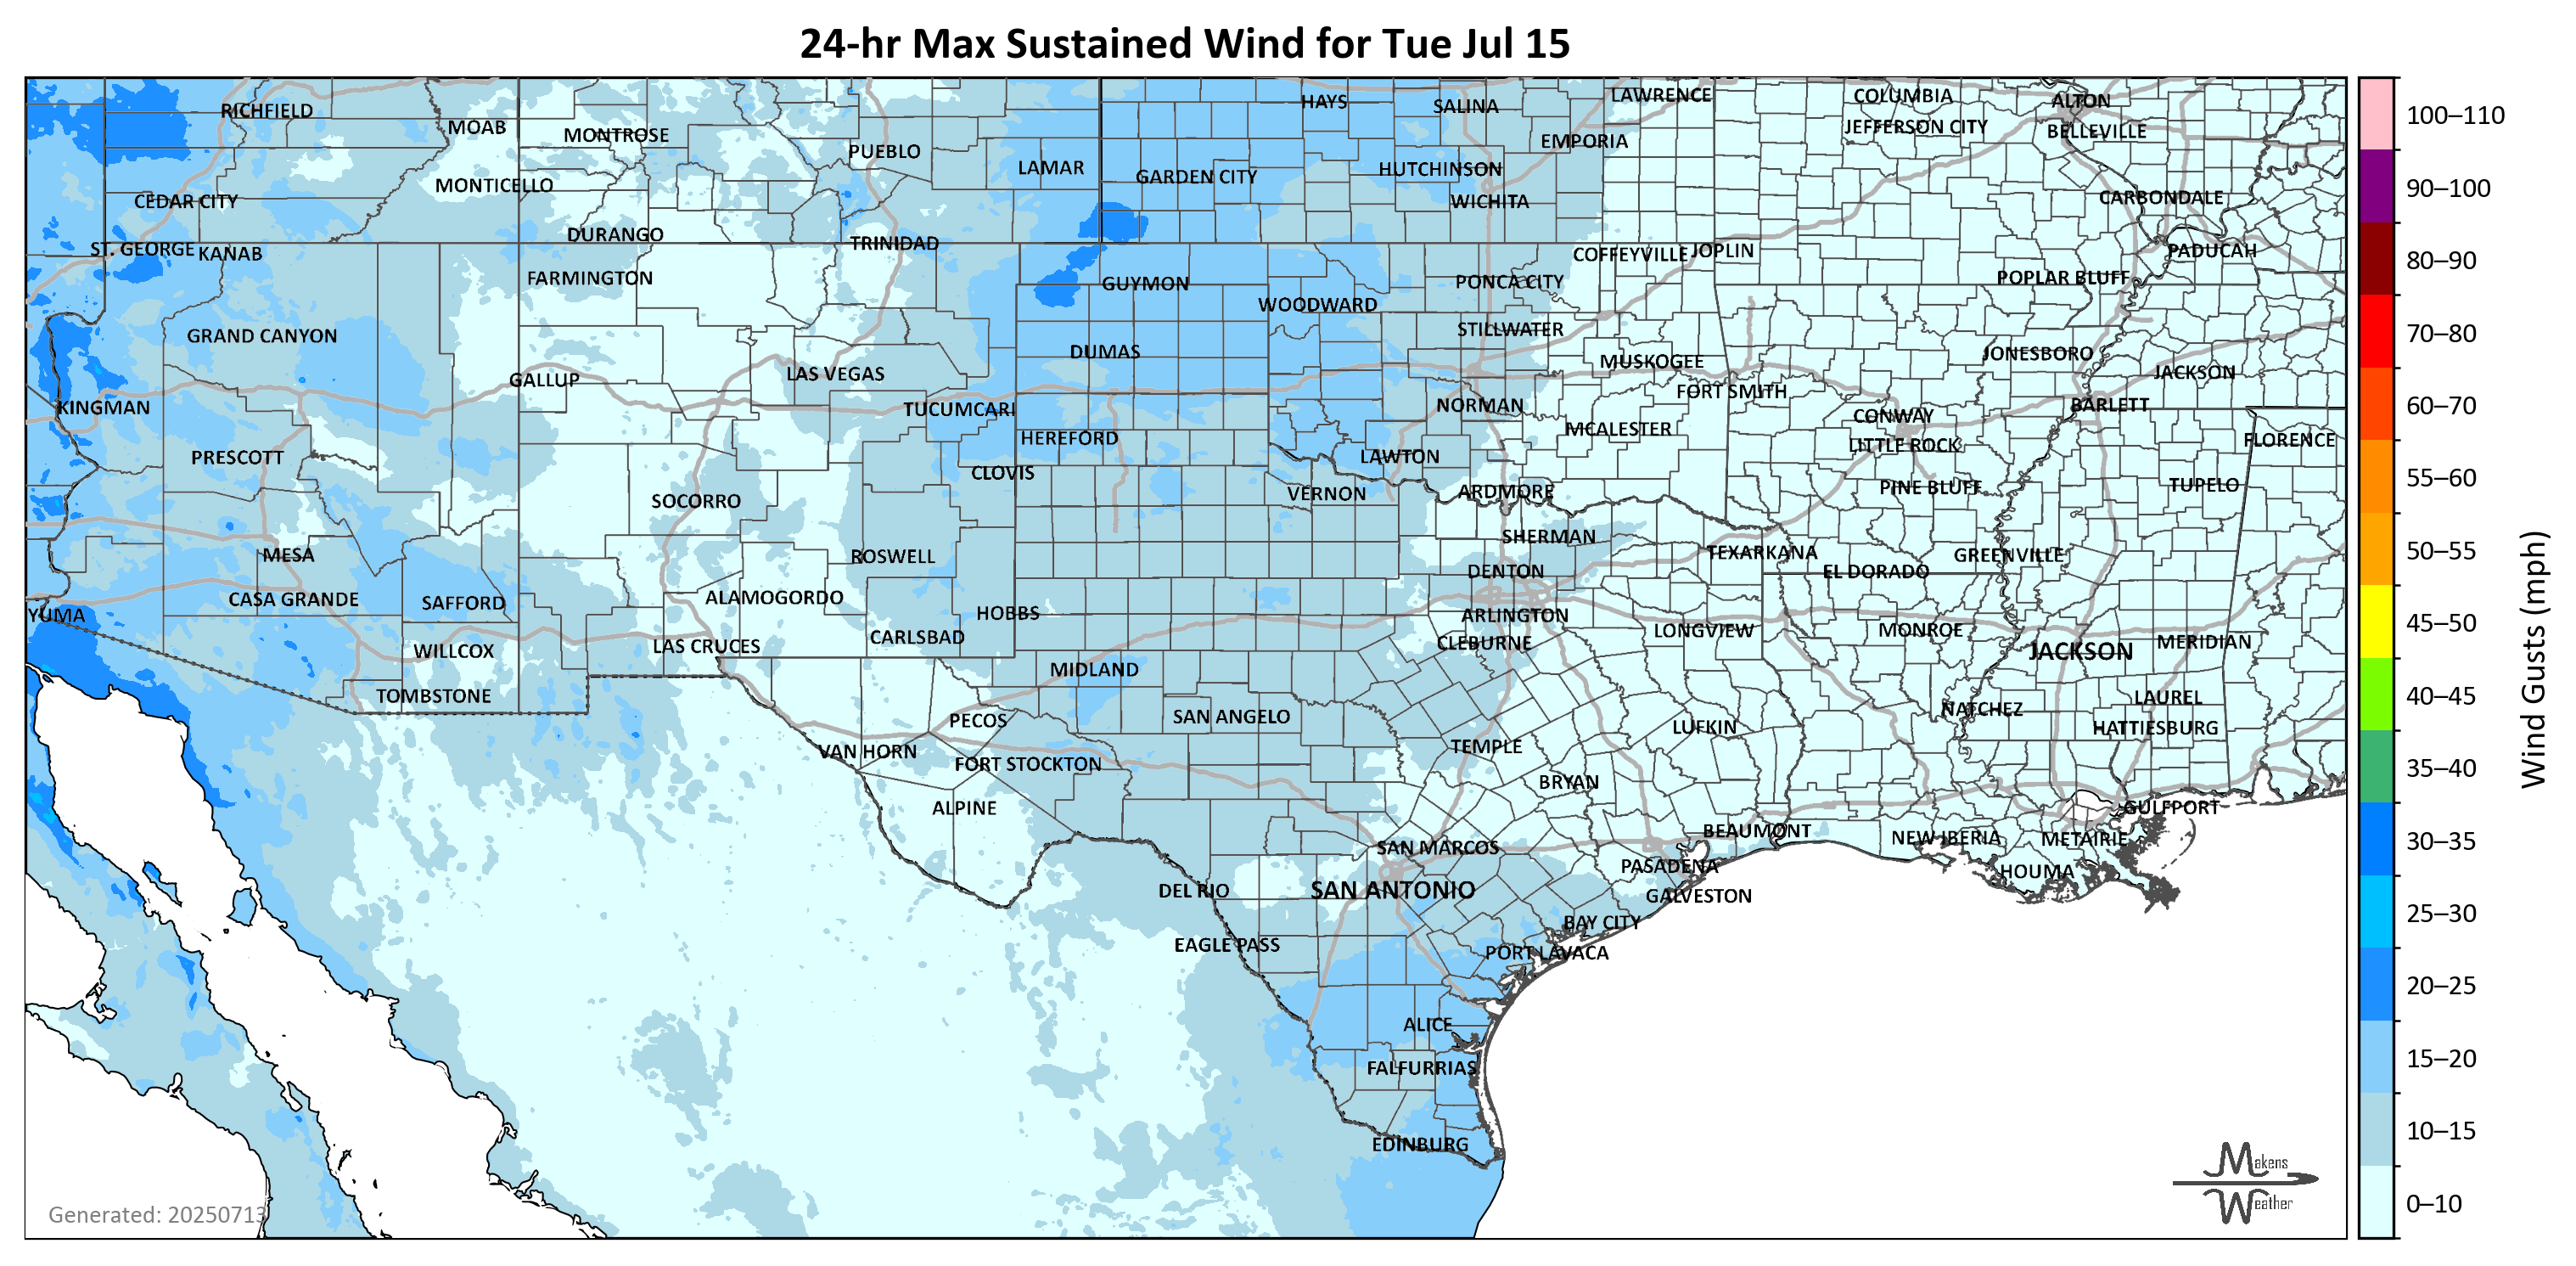 24-hr Max Sustained Wind for Tue Jul 15
RICHFIELD
MOAB
MONTROSE
PUEBLO
LAMAR
HAYS
SALINA
LAWRENCE
COLUMBIA
ALTON
EMPORIA
JEFFERSON CITY
BELLEVILLE
MONTICELLO
GARDEN CITY
HUTCHINSON
CEDAR CITY
WICHITA
CARBONDALE
DURANGO
TRINIDAD
ST. GEORGE
KANAB
COFFEYVILLE
JOPLIN
PADUCAH
FARMINGTON
GUYMON
PONCA CITY
POPLAR BLUFF
WOODWARD
GRAND CANYON
STILLWATER
DUMAS
MUSKOGEE
JONESBORO
GALLUP
LAS VEGAS
JACKSON
FORT SMITH
KINGMAN
TUCUMCARI
NORMAN
CONWAY
BARLETT
HEREFORD
MCALESTER
LITTLE ROCK
FLORENCE
PRESCOTT
CLOVIS
LAWTON
SOCORRO
VERNON
ARDMORE
PINE BLUFF
TUPELO
MESA
ROSWELL
SHERMAN
TEXARKANA
GREENVILLE
DENTON
EL DORADO
CASA GRANDE
SAFFORD
ALAMOGORDO
HOBBS
ARLINGTON
YUMA
CARLSBAD
CLEBURNE
LONGVIEW
MONROE
JACKSON
MERIDIAN
WILLCOX
LAS CRUCES
MIDLAND
TOMBSTONE
PECOS
SAN ANGELO
LUFKIN
NATCHEZ
LAUREL
HATTIESBURG
VAN HORN
FORT STOCKTON
TEMPLE
BRYAN
ALPINE
GULFPORT
SAN MARCOS
BEAUMONT
NEW IBERIA
METAIRIE
PASADENA
HOUMA
DEL RIO
SAN ANTONIO
GALVESTON
EAGLE PASS
BAY CITY
PORT LAVACA
ALICE
FALFURRIAS
EDINBURG
Generated: 20250713
Makens
Weather
100–110
90–100
80–90
70–80
60–70
55–60
50–55
45–50
40–45
35–40
30–35
25–30
20–25
15–20
10–15
0–10
Wind Gusts (mph)